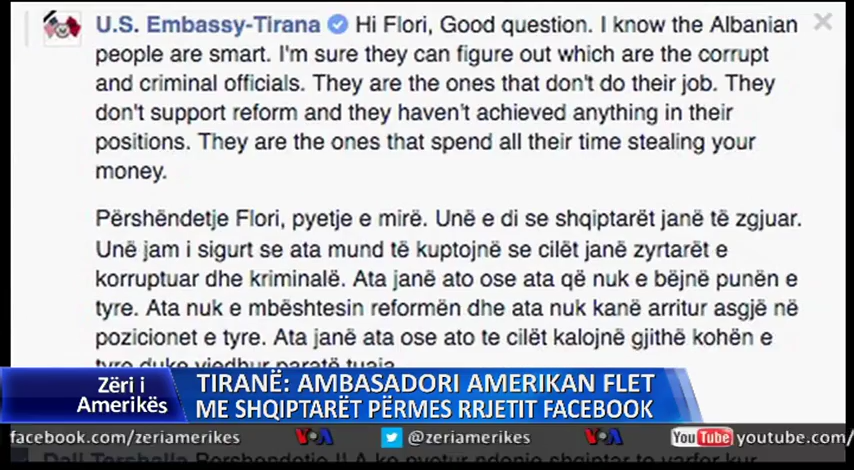 U.S. Embassy-Tirana Hi Flori, Good question. I know the Albanian
people are smart. I'm sure they can figure out which are the corrupt
and criminal officials. They are the ones that don't do their job. They
don't support reform and they haven't achieved anything in their
positions. They are the ones that spend all their time stealing your
money.
Përshëndetje Flori, pyetje e mirë. Unë e di se shqiptarët janë të zgjuar.
Unë jam i sigurt se ata mund të kuptojnë se cilët janë zyrtarët e
korruptuar dhe kriminalë. Ata janë ato ose ata që nuk e bëjnë punën e
tyre. Ata nuk e mbështesin reformën dhe ata nuk kanë arritur asgjë në
pozicionet e tyre. Ata janë ata ose ato te cilët kalojnë gjithë kohën e
tyre duke vjedhur paratë tuaja.
Zëri i
Amerikës
TIRANË: AMBASADORI AMERIKAN FLET
ME SHQIPTARËT PËRMES RRJETIT FACEBOOK
facebook.com/zeriamerikes VOA @zeriamerikes VOA YouTube youtube.com/